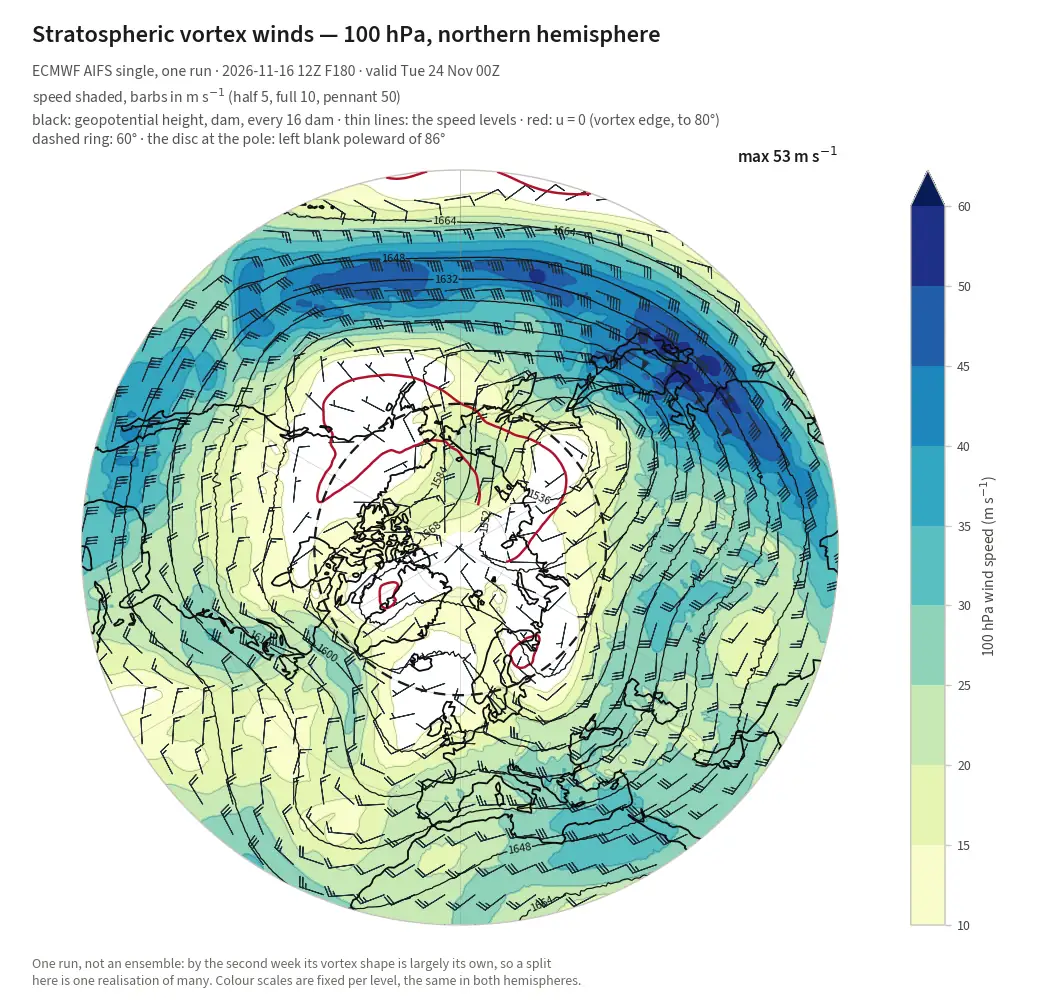 Stratospheric vortex winds — 100 hPa, northern hemisphere
ECMWF AIFS single, one run · 2026-11-16 12Z F180 · valid Tue 24 Nov 00Z
speed shaded, barbs in m s⁻¹ (half 5, full 10, pennant 50)
black: geopotential height, dam, every 16 dam · thin lines: the speed levels · red: u = 0 (vortex edge, to 80°)
dashed ring: 60° · the disc at the pole: left blank poleward of 86°
max 53 m s⁻¹
1664
1664
1648
1632
1584
1536
1552
1568
1600
1648
1664
60
50
45
40
35
30
25
20
15
10
100 hPa wind speed (m s⁻¹)
One run, not an ensemble: by the second week its vortex shape is largely its own, so a split
here is one realisation of many. Colour scales are fixed per level, the same in both hemispheres.